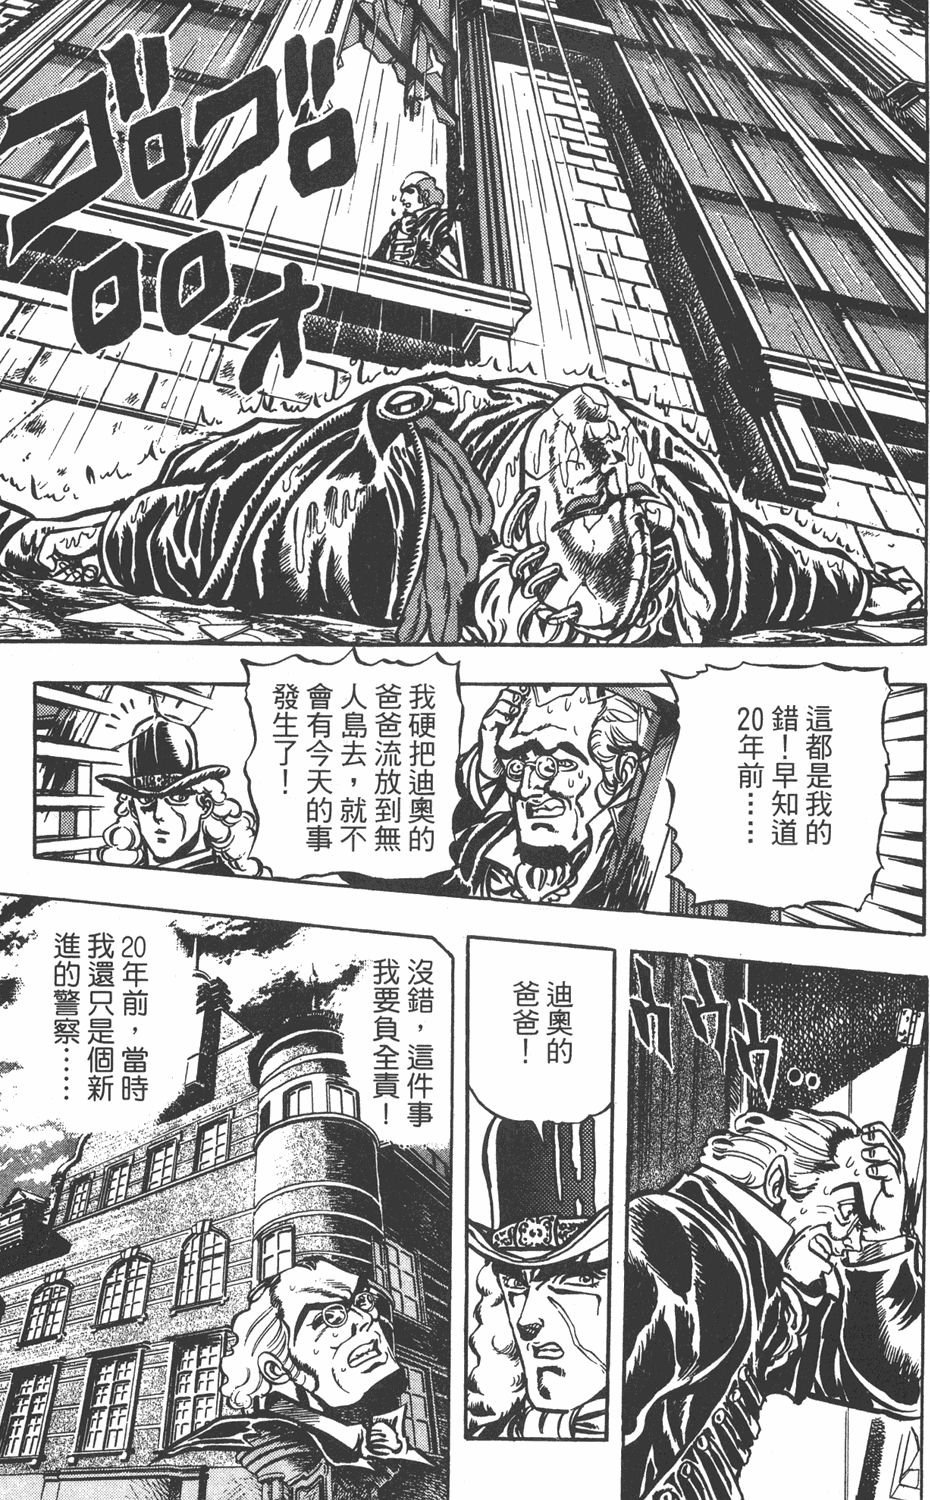 ゴゴゴゴオ
這都是我的
錯！早知道
20年前……
我硬把迪奧的
爸爸流放到無
人島去，就不
會有今天的事
發生了！
ウウウ
迪奧的
爸爸！
沒錯，這件事
我要負全責！
20年前，當時
我還只是個新
進的警察……